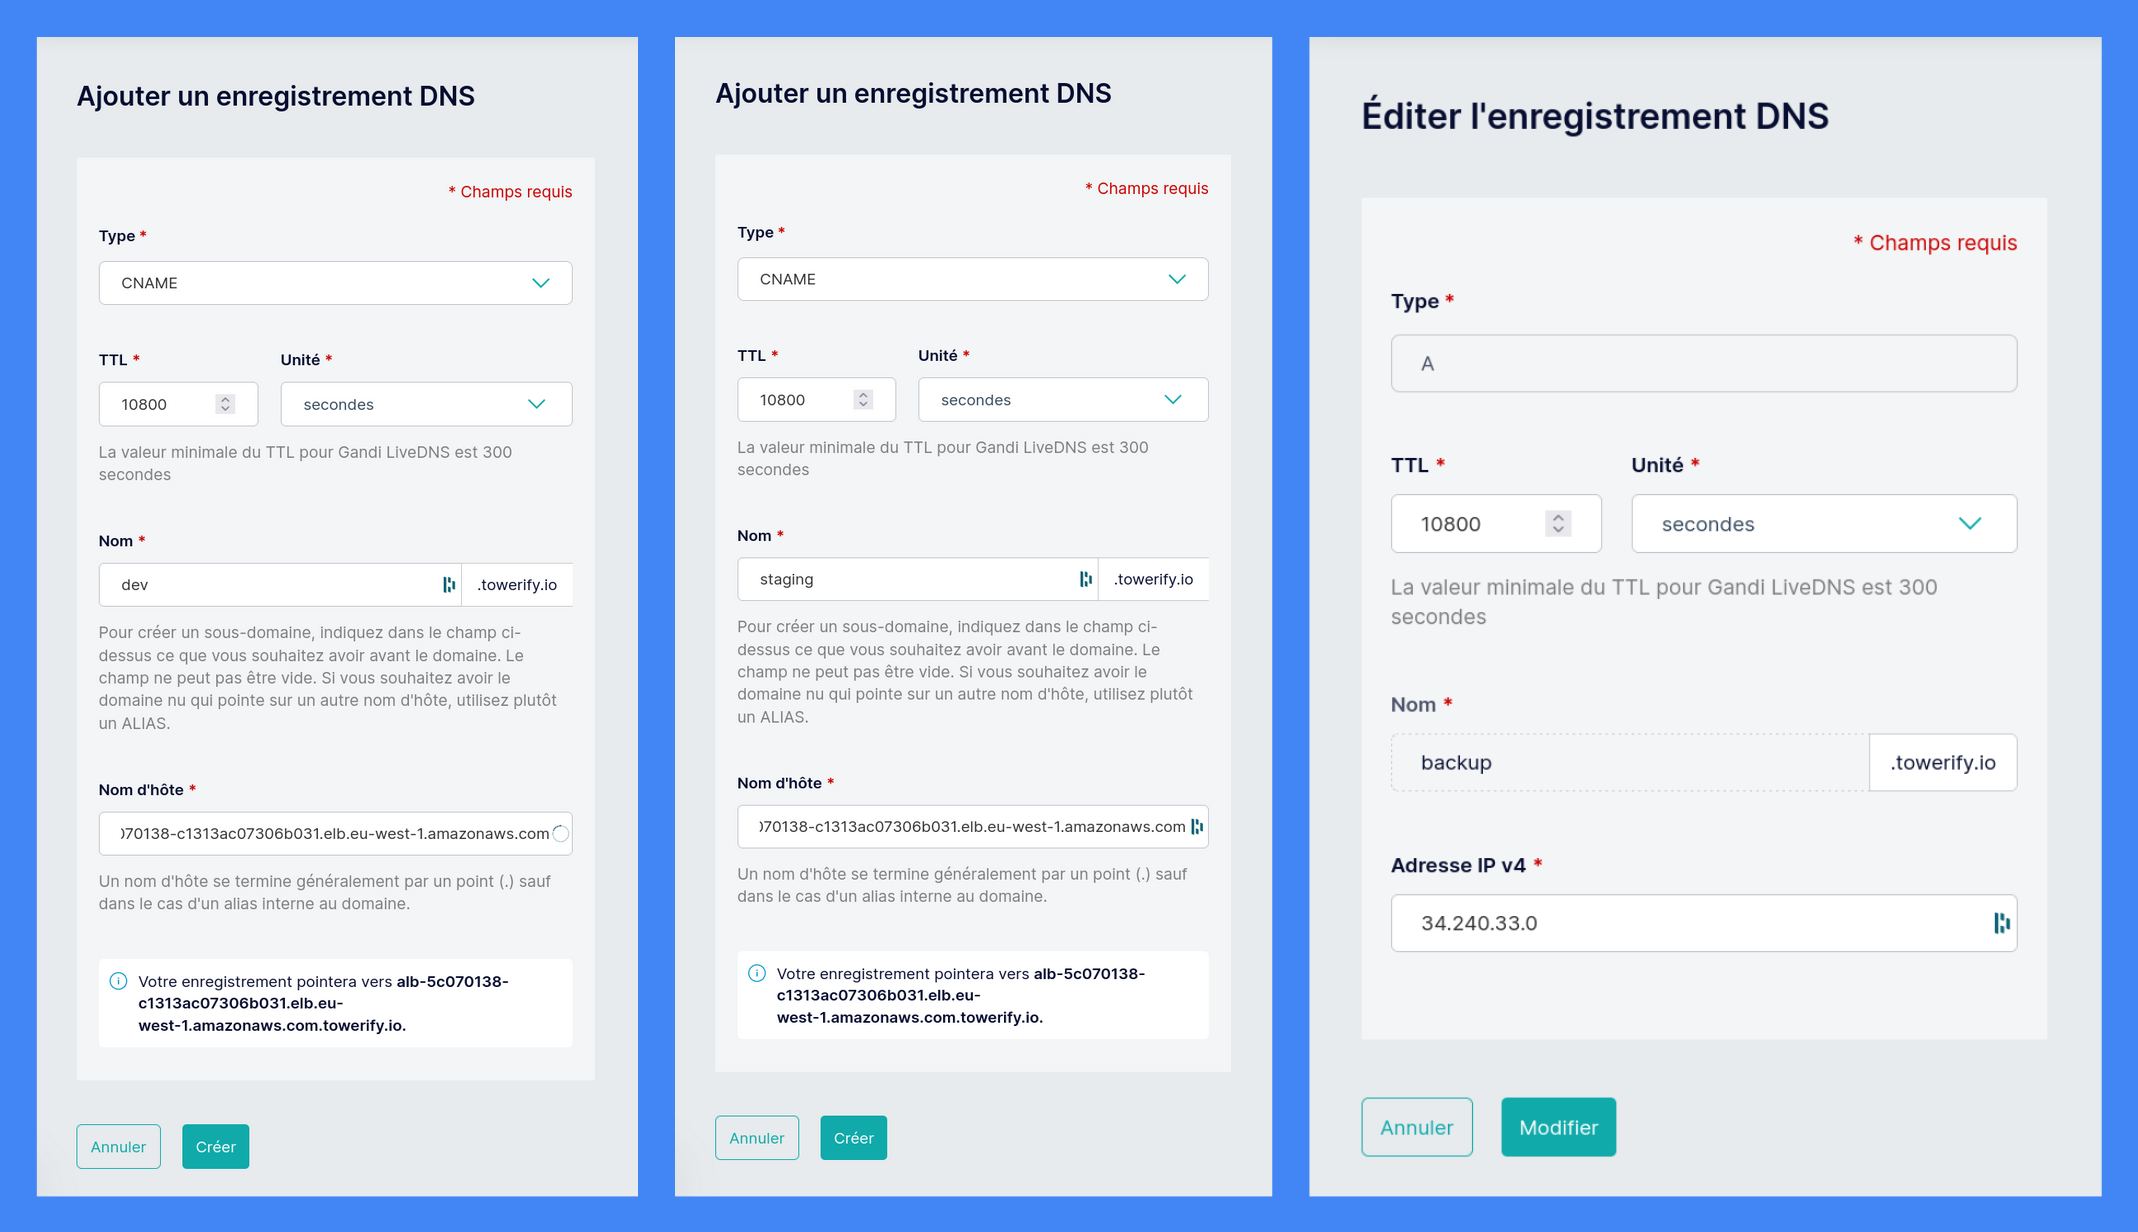 Ajouter un enregistrement DNS
* Champs requis
Type *
CNAME
TTL * Unité *
10800 secondes
La valeur minimale du TTL pour Gandi LiveDNS est 300
secondes
Nom *
dev .towerify.io
Pour créer un sous-domaine, indiquez dans le champ ci-
dessus ce que vous souhaitez avoir avant le domaine. Le
champ ne peut pas être vide. Si vous souhaitez avoir le
domaine nu qui pointe sur un autre nom d'hôte, utilisez plutôt
un ALIAS.
Nom d'hôte *
70138-c1313ac07306b031.elb.eu-west-1.amazonaws.com
Un nom d'hôte se termine généralement par un point (.) sauf
dans le cas d'un alias interne au domaine.
Votre enregistrement pointera vers alb-5c070138-
c1313ac07306b031.elb.eu-
west-1.amazonaws.com.towerify.io.
Annuler Créer
Ajouter un enregistrement DNS
* Champs requis
Type *
CNAME
TTL * Unité *
10800 secondes
La valeur minimale du TTL pour Gandi LiveDNS est 300
secondes
Nom *
staging .towerify.io
Pour créer un sous-domaine, indiquez dans le champ ci-
dessus ce que vous souhaitez avoir avant le domaine. Le
champ ne peut pas être vide. Si vous souhaitez avoir le
domaine nu qui pointe sur un autre nom d'hôte, utilisez plutôt
un ALIAS.
Nom d'hôte *
70138-c1313ac07306b031.elb.eu-west-1.amazonaws.com
Un nom d'hôte se termine généralement par un point (.) sauf
dans le cas d'un alias interne au domaine.
Votre enregistrement pointera vers alb-5c070138-
c1313ac07306b031.elb.eu-
west-1.amazonaws.com.towerify.io.
Annuler Créer
Éditer l'enregistrement DNS
* Champs requis
Type *
A
TTL * Unité *
10800 secondes
La valeur minimale du TTL pour Gandi LiveDNS est 300
secondes
Nom *
backup .towerify.io
Adresse IP v4 *
34.240.33.0
Annuler Modifier